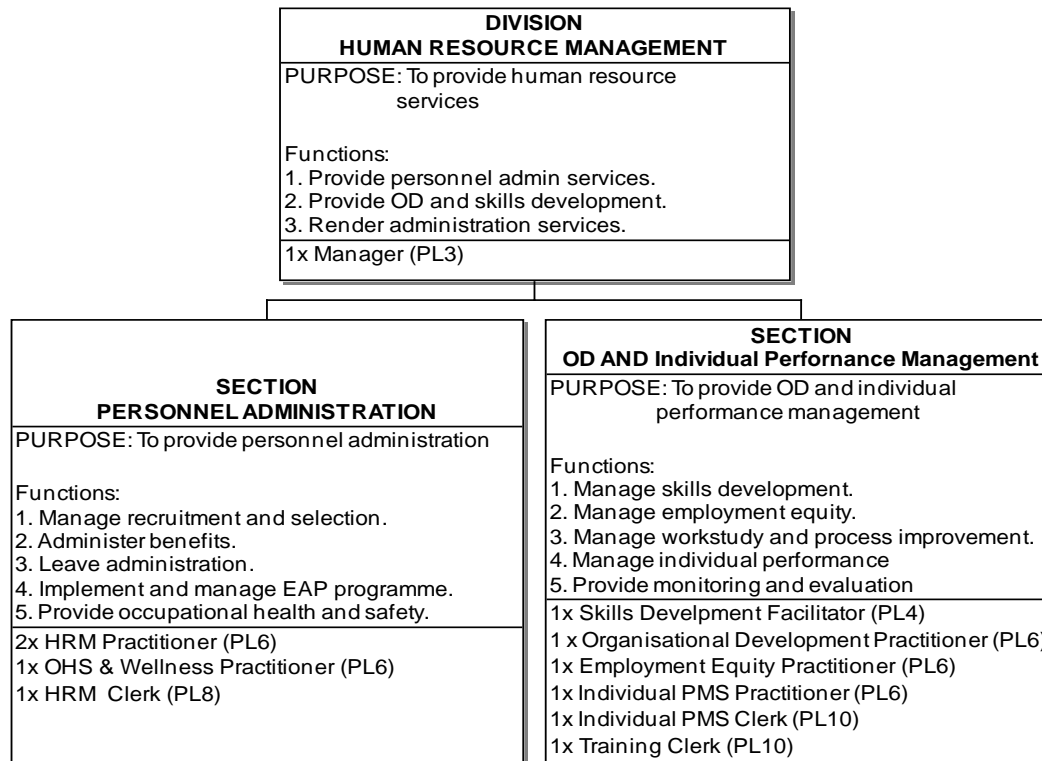 DIVISION
HUMAN RESOURCE MANAGEMENT
PURPOSE: To provide human resource
services
Functions:
1. Provide personnel admin services.
2. Provide OD and skills development.
3. Render administration services.
1x Manager (PL3)
SECTION
PERSONNEL ADMINISTRATION
PURPOSE: To provide personnel administration
Functions:
1. Manage recruitment and selection.
2. Administer benefits.
3. Leave administration.
4. Implement and manage EAP programme.
5. Provide occupational health and safety.
2x HRM Practitioner (PL6)
1x OHS & Wellness Practitioner (PL6)
1x HRM Clerk (PL8)
SECTION
OD AND Individual Perfornance Management
PURPOSE: To provide OD and individual
performance management
Functions:
1. Manage skills development.
2. Manage employment equity.
3. Manage workstudy and process improvement.
4. Manage individual performance
5. Provide monitoring and evaluation
1x Skills Develpment Facilitator (PL4)
1 x Organisational Development Practitioner (PL6)
1x Employment Equity Practitioner (PL6)
1x Individual PMS Practitioner (PL6)
1x Individual PMS Clerk (PL10)
1x Training Clerk (PL10)